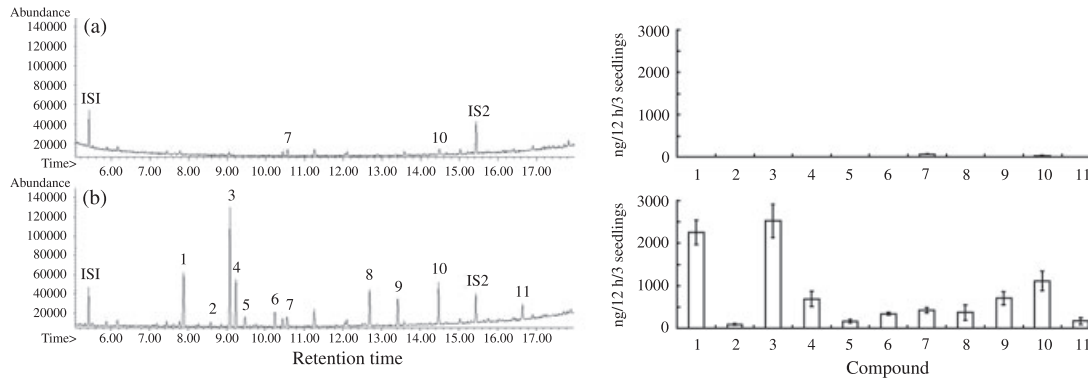 Abundance
140000
(a)
120000
100000
80000
60000
ISI
IS2
40000
7
10
20000
Time>
6.00 7.00 8.00 9.00 10.00 11.00 12.00 13.00 14.00 15.00 16.00 17.00
Abundance
140000
(b)
3
120000
100000
80000
1
60000
ISI
4
8
10
IS2
40000
9
11
2
5
6
7
20000
Time>
6.00 7.00 8.00 9.00 10.00 11.00 12.00 13.00 14.00 15.00 16.00 17.00
Retention time
ng/12 h/3 seedlings
3000
2000
1000
0
1 2 3 4 5 6 7 8 9 10 11
ng/12 h/3 seedlings
3000
2000
1000
0
1 2 3 4 5 6 7 8 9 10 11
Compound